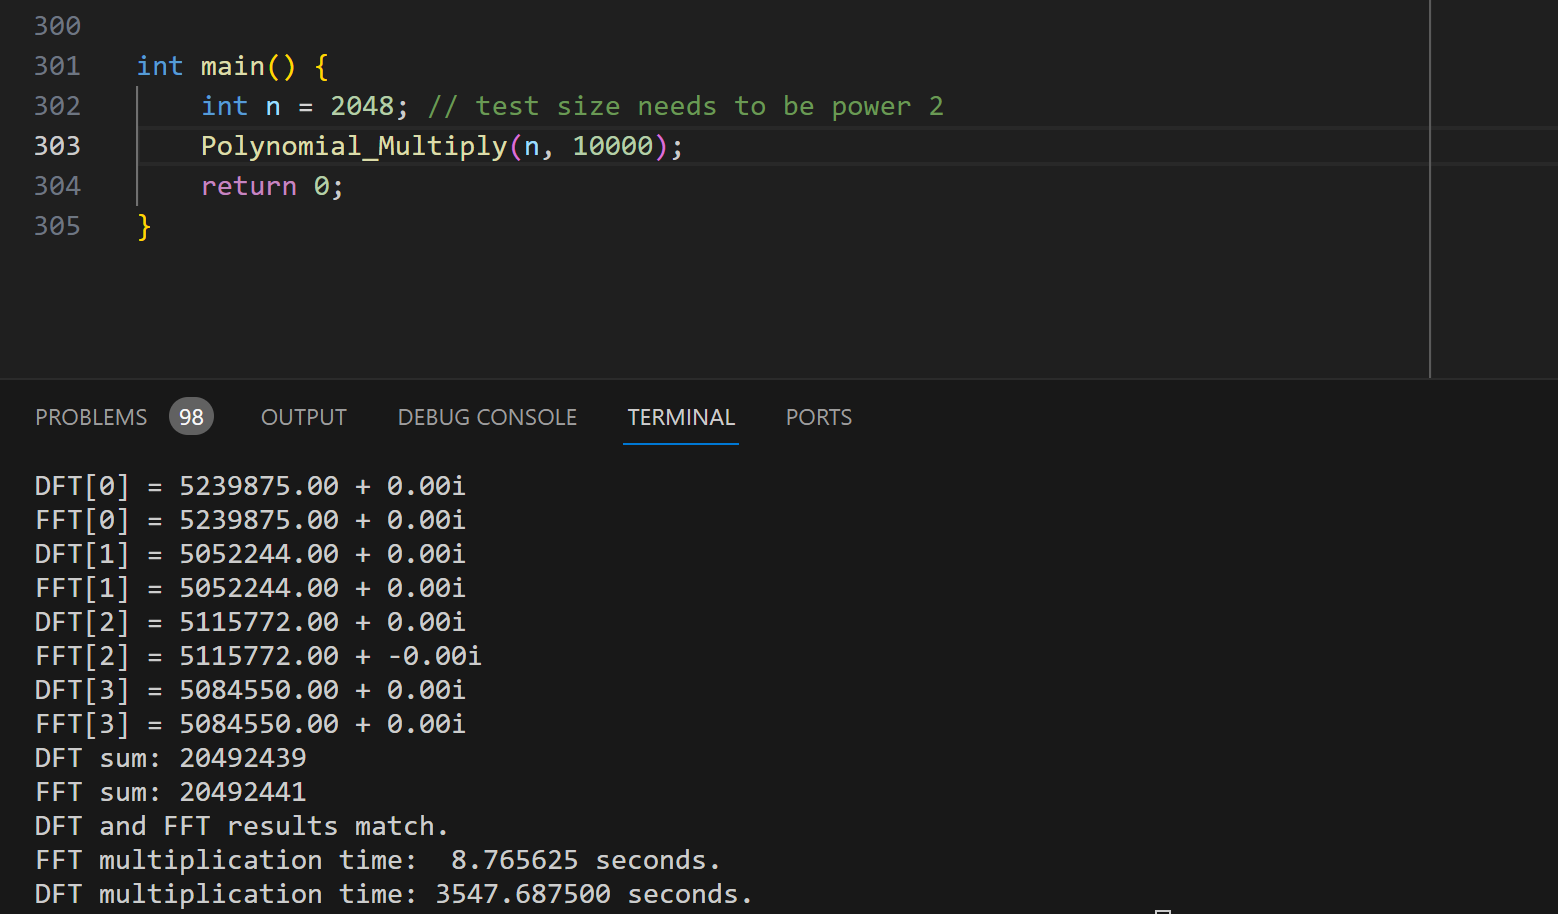 300
301 int main() {
302 int n = 2048; // test size needs to be power 2
303 Polynomial_Multiply(n, 10000);
304 return 0;
305 }
PROBLEMS 98 OUTPUT DEBUG CONSOLE TERMINAL PORTS
DFT[0] = 5239875.00 + 0.00i
FFT[0] = 5239875.00 + 0.00i
DFT[1] = 5052244.00 + 0.00i
FFT[1] = 5052244.00 + 0.00i
DFT[2] = 5115772.00 + 0.00i
FFT[2] = 5115772.00 + -0.00i
DFT[3] = 5084550.00 + 0.00i
FFT[3] = 5084550.00 + 0.00i
DFT sum: 20492439
FFT sum: 20492441
DFT and FFT results match.
FFT multiplication time:  8.765625 seconds.
DFT multiplication time: 3547.687500 seconds.